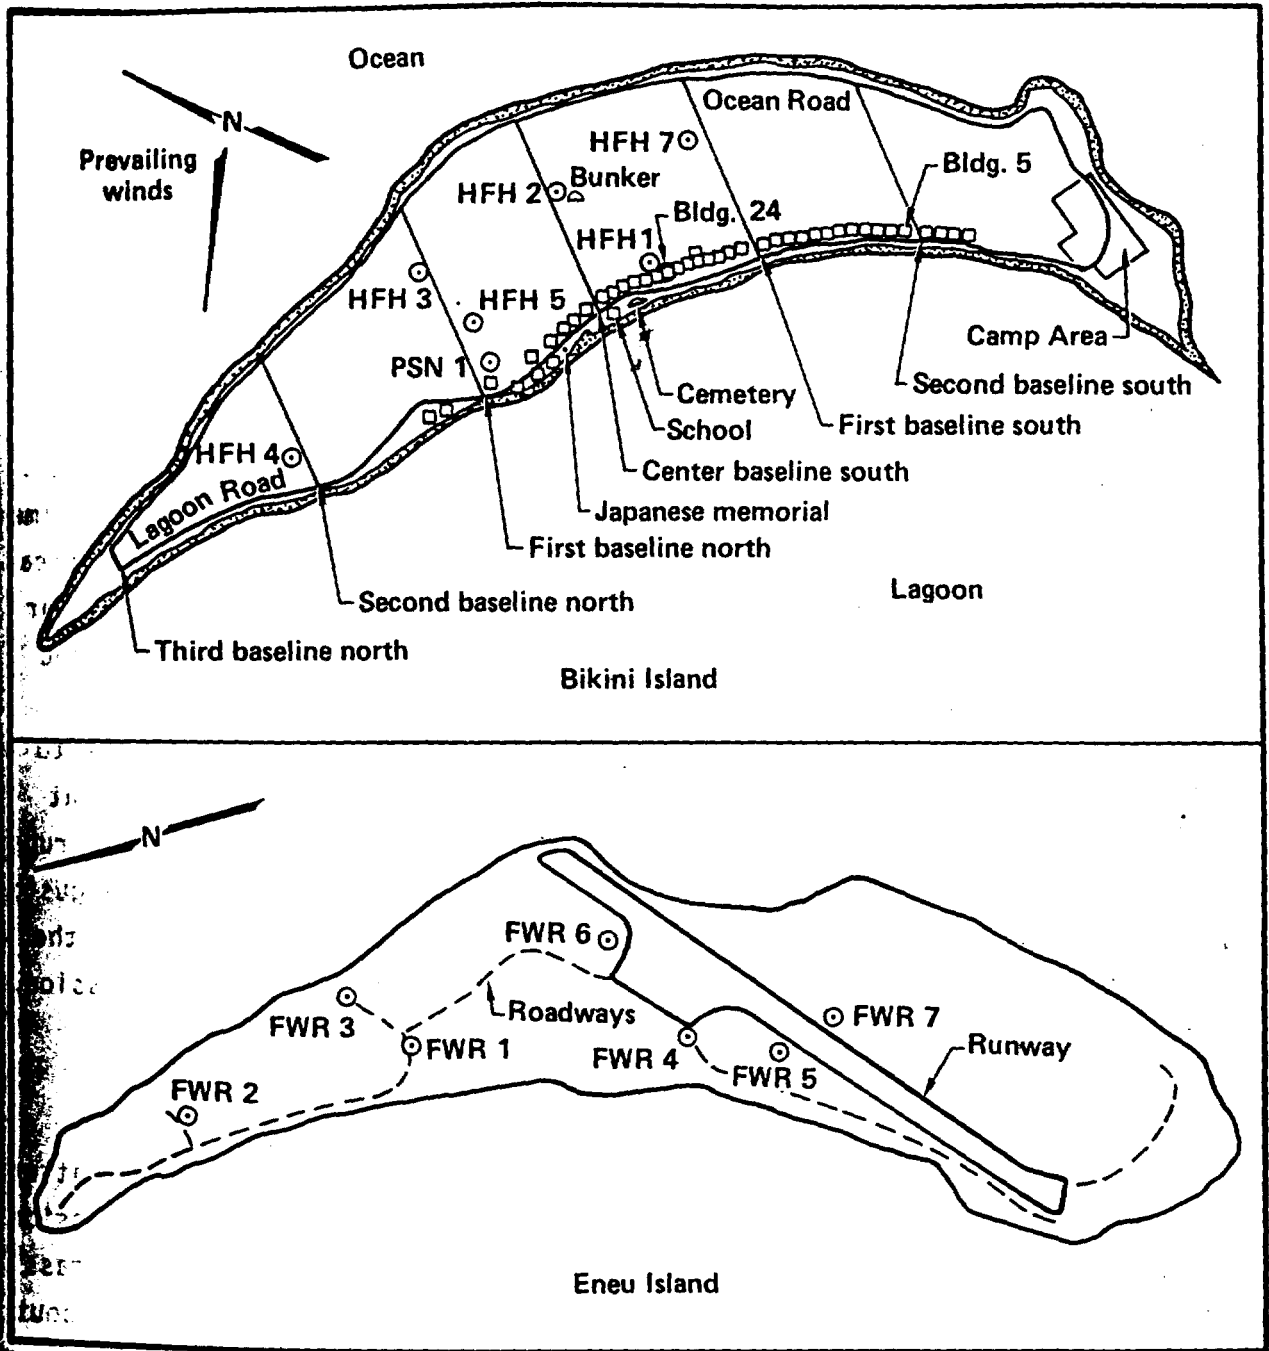 Ocean
N
Prevailing
winds
Ocean Road
HFH 7
Bldg. 5
HFH 2
Bunker
Bldg. 24
HFH 1
HFH 3
HFH 5
PSN 1
Camp Area
Second baseline south
Cemetery
First baseline south
School
HFH 4
Center baseline south
Lagoon Road
Japanese memorial
First baseline north
Lagoon
Second baseline north
Third baseline north
Bikini Island
N
FWR 6
FWR 3
Roadways
FWR 7
FWR 1
FWR 4
Runway
FWR 5
FWR 2
Eneu Island